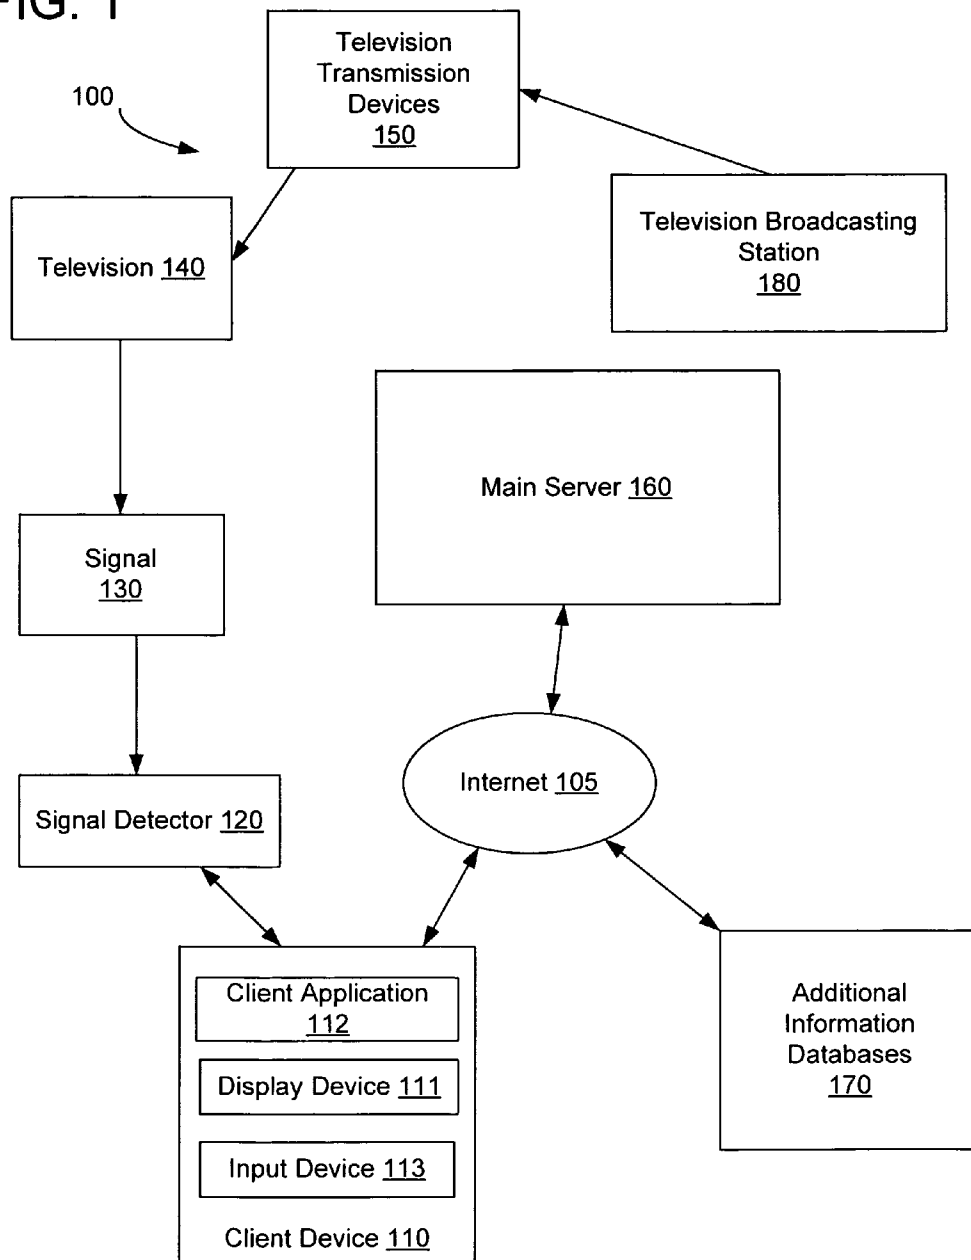 FIG. 1
Television
Transmission
Devices
150
100
Television Broadcasting
Station
180
Television 140
Main Server 160
Signal
130
Internet 105
Signal Detector 120
Client Application
112
Display Device 111
Input Device 113
Client Device 110
Additional
Information
Databases
170